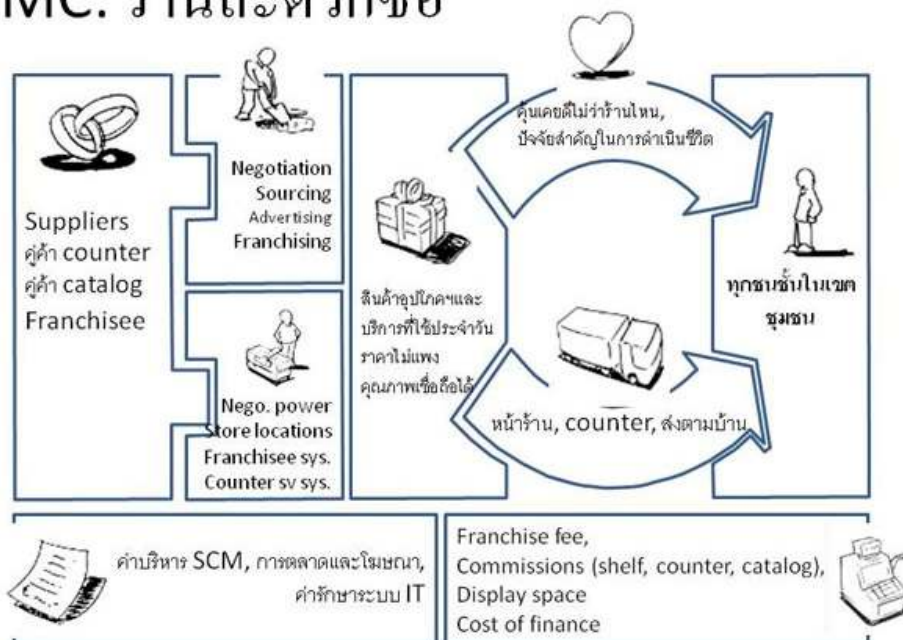 Suppliers
คู่ค้า counter
คู่ค้า catalog
Franchisee
Negotiation
Sourcing
Advertising
Franchising
Nego. power
Store locations
Franchisee sys.
Counter sv sys.
สินค้าอุปโภคฯและ
บริการที่ใช้ประจำวัน
ราคาไม่แพง
คุณภาพเชื่อถือได้
คุ้นเคยดีไม่ว่าร้านไหน,
ปัจจัยสำคัญในการดำเนินชีวิต
หน้าร้าน, counter, ส่งตามบ้าน
ทุกชนชั้นในเขต
ชุมชน
ค่าบริหาร SCM, การตลาดและโฆษณา,
ค่ารักษาระบบ IT
Franchise fee,
Commissions (shelf, counter, catalog),
Display space
Cost of finance